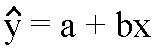 ŷ = a + bx